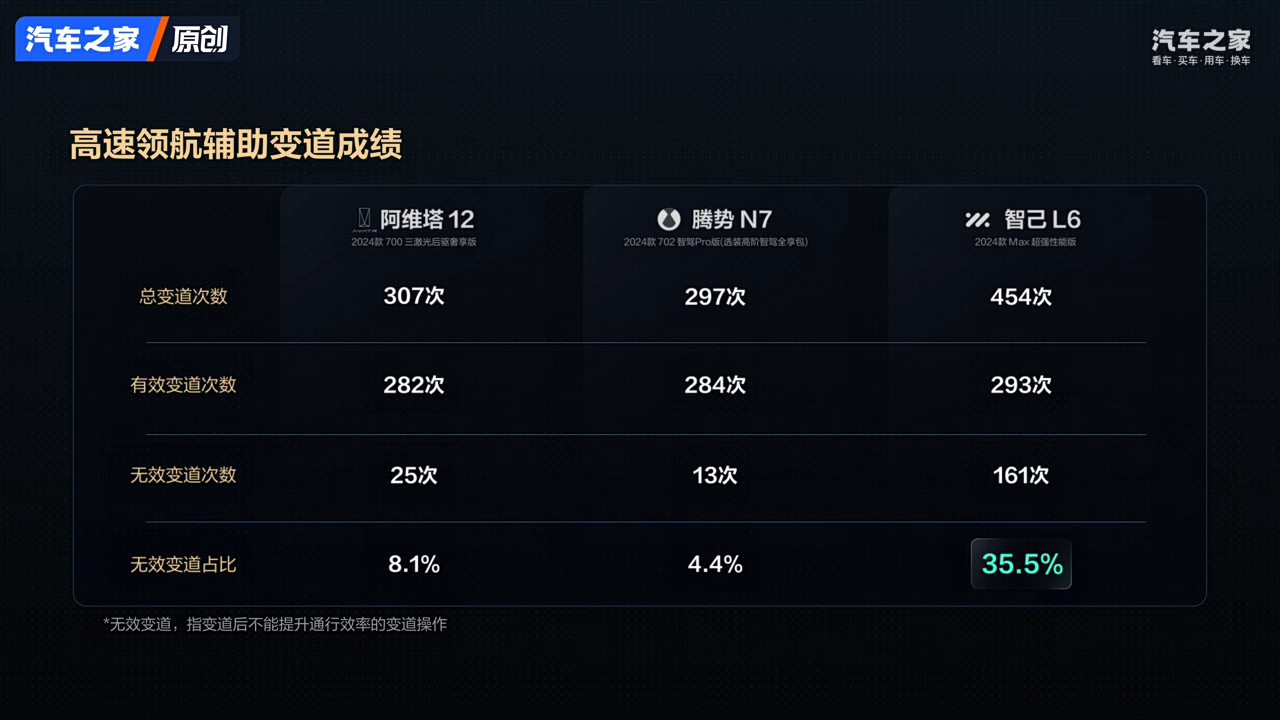 汽车之家 原创
汽车之家
看车·买车·用车·换车
高速领航辅助变道成绩
阿维塔 12 腾势 N7 智己 L6
2024款 700 三激光后驱奢享版 2024款 702 智驾Pro版(选装高阶智驾全享包) 2024款 Max 超强性能版
总变道次数 307次 297次 454次
有效变道次数 282次 284次 293次
无效变道次数 25次 13次 161次
无效变道占比 8.1% 4.4% 35.5%
*无效变道，指变道后不能提升通行效率的变道操作